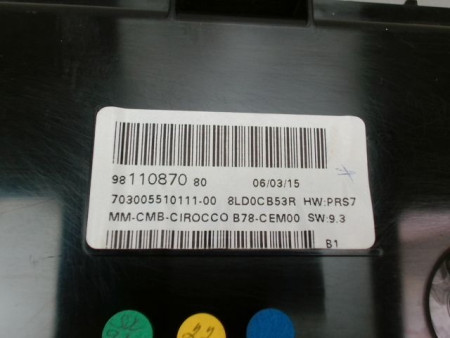 98 110870 80 06/03/15
703005510111-00 8LD0CB53R HW:PRS7
MM-CMB-CIROCCO B78-CEM00 SW:9.3
B1